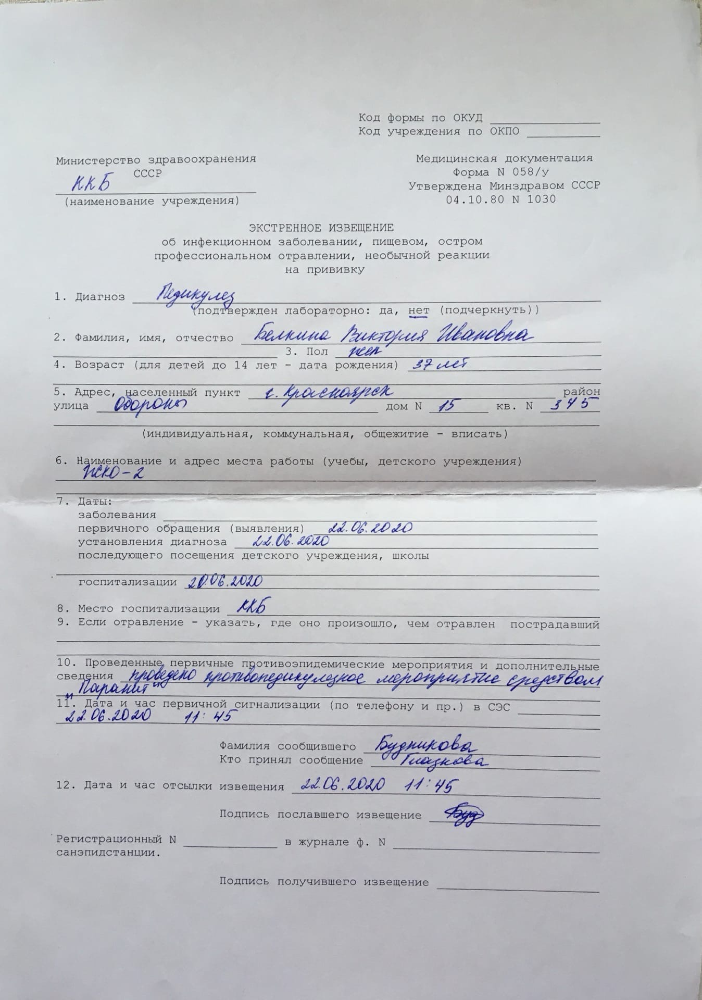 Код формы по ОКУД
Код учреждения по ОКПО
Министерство здравоохранения
СССР
ККБ
(наименование учреждения)
Медицинская документация
Форма N 058/у
Утверждена Минздравом СССР
04.10.80 N 1030
ЭКСТРЕННОЕ ИЗВЕЩЕНИЕ
об инфекционном заболевании, пищевом, остром
профессиональном отравлении, необычной реакции
на прививку
1. Диагноз Педикулез
(подтвержден лабораторно: да, нет (подчеркнуть))
2. Фамилия, имя, отчество Белкина Виктория Ивановна
3. Пол жен
4. Возраст (для детей до 14 лет - дата рождения) 37 лет
5. Адрес, населенный пункт г. Красноярск район
улица Обороны дом N 15 кв. N 345
(индивидуальная, коммунальная, общежитие - вписать)
6. Наименование и адрес места работы (учебы, детского учреждения)
ЖСКО-2
7. Даты:
заболевания
первичного обращения (выявления) 22.06.2020
установления диагноза 22.06.2020
последующего посещения детского учреждения, школы
госпитализации 20.06.2020
8. Место госпитализации ККБ
9. Если отравление - указать, где оно произошло, чем отравлен пострадавший
10. Проведенные первичные противоэпидемические мероприятия и дополнительные
сведения проведено противопедикулезное мероприятие средством
„Паранит"
11. Дата и час первичной сигнализации (по телефону и пр.) в СЭС
22.06.2020 11:45
Фамилия сообщившего Будникова
Кто принял сообщение Глазкова
12. Дата и час отсылки извещения 22.06.2020 11:45
Подпись пославшего извещение Буд
Регистрационный N в журнале ф. N
санэпидстанции.
Подпись получившего извещение